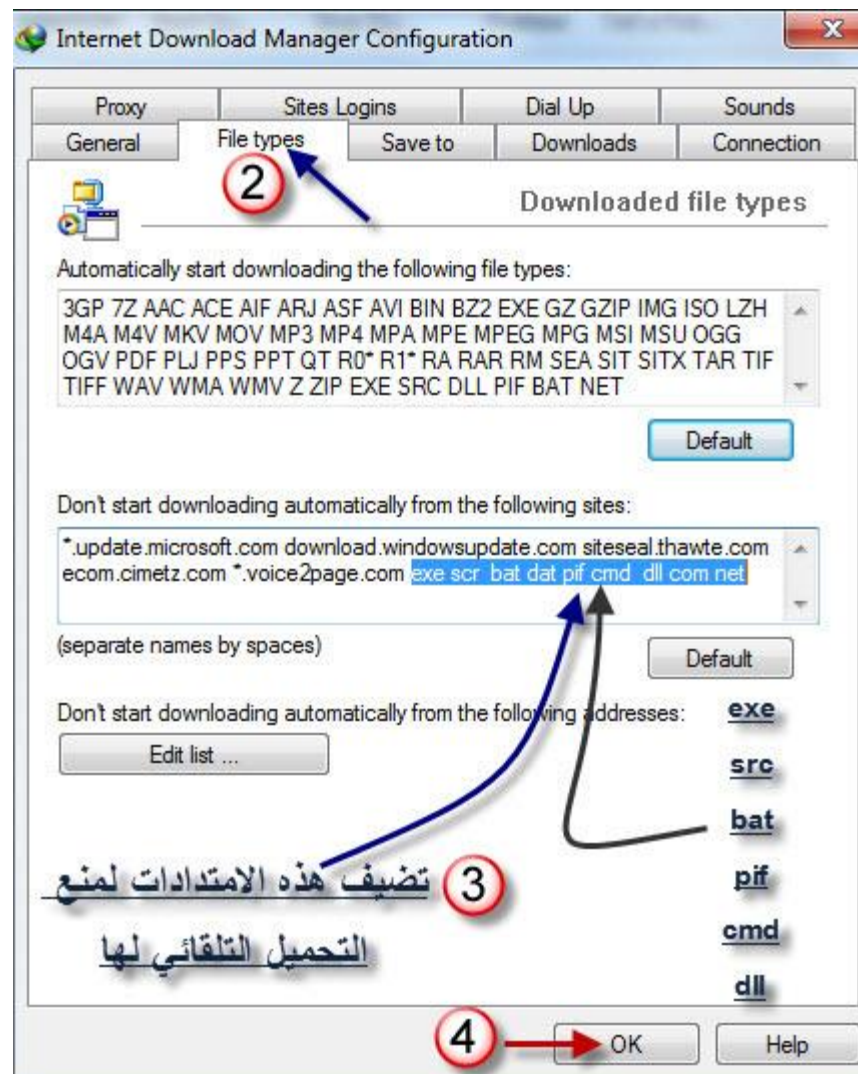 Internet Download Manager Configuration
Proxy Sites Logins Dial Up Sounds
General File types Save to Downloads Connection
2
Downloaded file types
Automatically start downloading the following file types:
3GP 7Z AAC ACE AIF ARJ ASF AVI BIN BZ2 EXE GZ GZIP IMG ISO LZH
M4A M4V MKV MOV MP3 MP4 MPA MPE MPEG MPG MSI MSU OGG
OGV PDF PLJ PPS PPT QT R0* R1* RA RAR RM SEA SIT SITX TAR TIF
TIFF WAV WMA WMV Z ZIP EXE SRC DLL PIF BAT NET
Default
Don't start downloading automatically from the following sites:
*.update.microsoft.com download.windowsupdate.com siteseal.thawte.com
ecom.cimetz.com *.voice2page.com exe scr bat dat pif cmd dll com net
(separate names by spaces)
Default
Don't start downloading automatically from the following addresses:
Edit list ...
exe
src
bat
pif
cmd
dll
3 تضيف هذه الامتدادات لمنع
التحميل التلقائي لها
4
OK Help